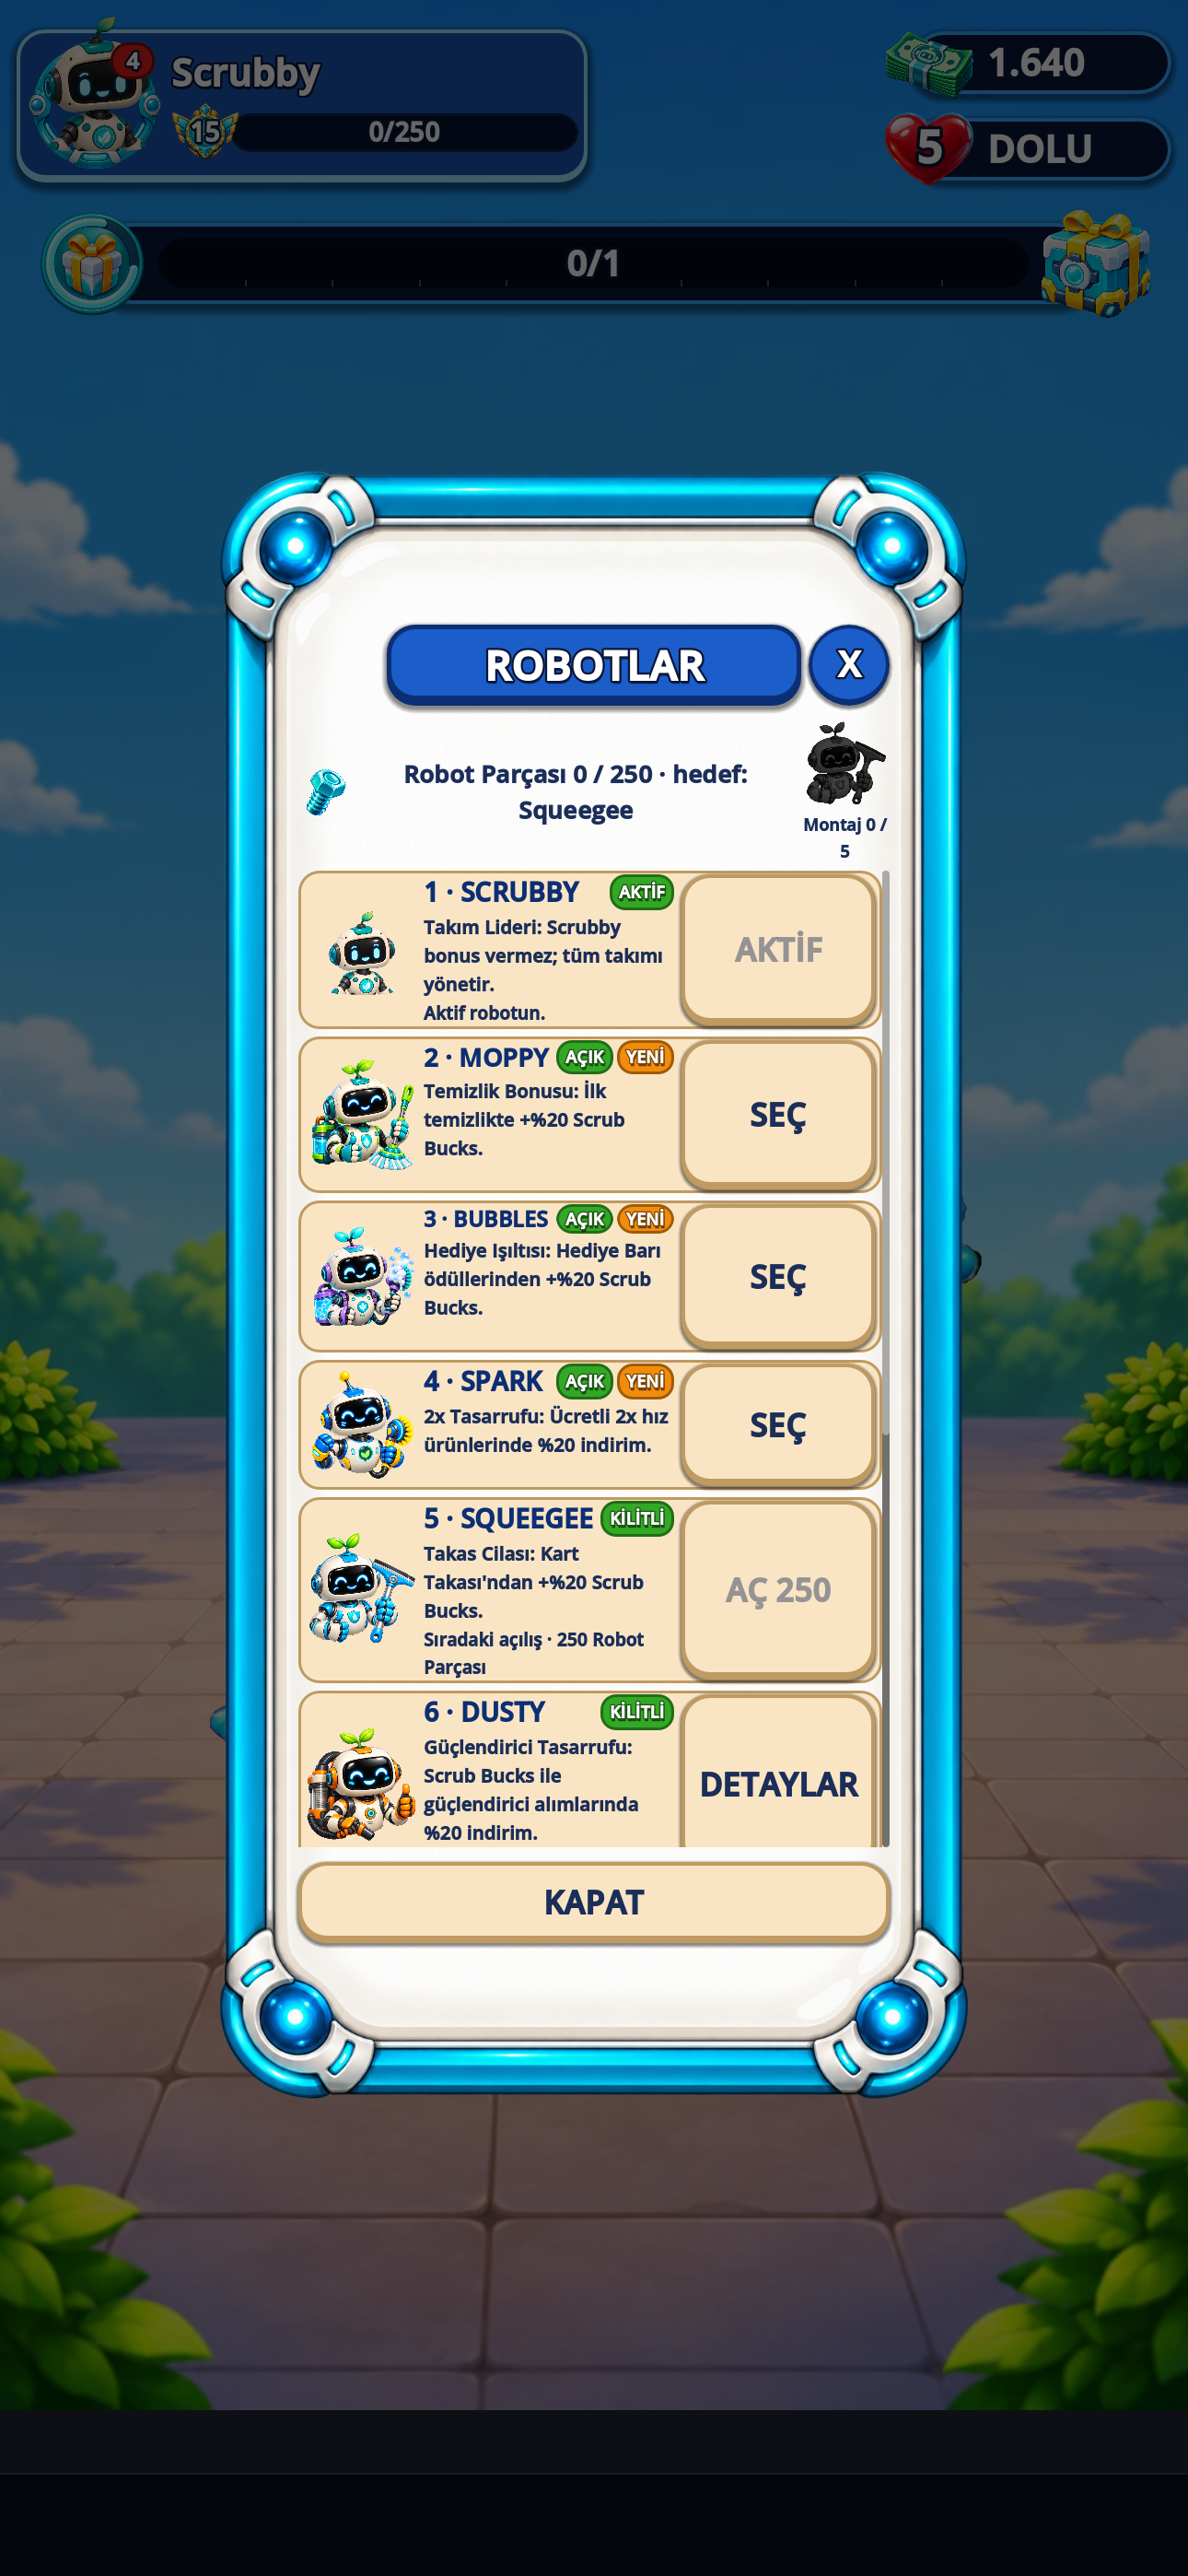 4
Scrubby
15
0/250
1.640
5
DOLU
0/1
ROBOTLAR
X
Robot Parçası 0 / 250 · hedef:
Squeegee
Montaj 0 /
5
1 · SCRUBBY
AKTİF
Takım Lideri: Scrubby
bonus vermez; tüm takımı
yönetir.
Aktif robotun.
AKTİF
2 · MOPPY
AÇIK
YENİ
Temizlik Bonusu: İlk
temizlikte +%20 Scrub
Bucks.
SEÇ
3 · BUBBLES
AÇIK
YENİ
Hediye Işıltısı: Hediye Barı
ödüllerinden +%20 Scrub
Bucks.
SEÇ
4 · SPARK
AÇIK
YENİ
2x Tasarrufu: Ücretli 2x hız
ürünlerinde %20 indirim.
SEÇ
5 · SQUEEGEE
KİLİTLİ
Takas Cilası: Kart
Takası'ndan +%20 Scrub
Bucks.
Sıradaki açılış · 250 Robot
Parçası
AÇ 250
6 · DUSTY
KİLİTLİ
Güçlendirici Tasarrufu:
Scrub Bucks ile
güçlendirici alımlarında
%20 indirim.
DETAYLAR
KAPAT